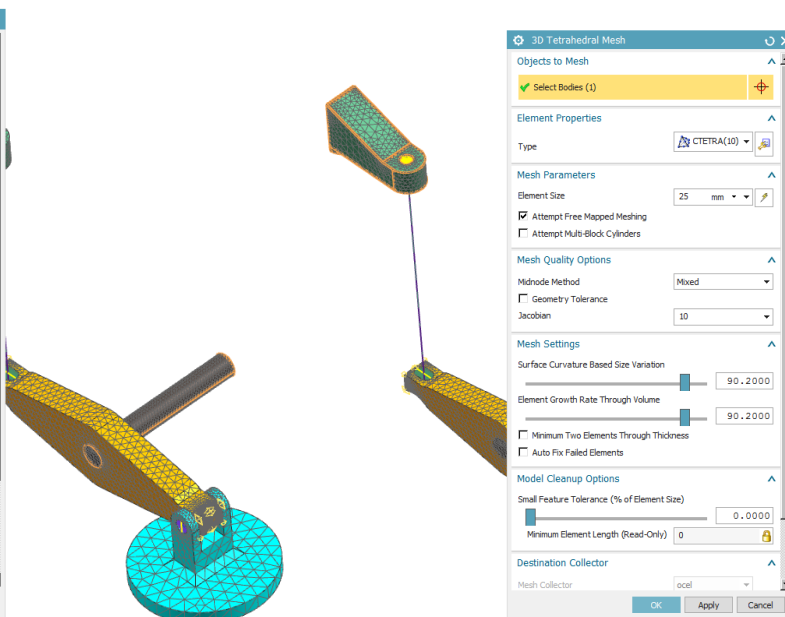 3D Tetrahedral Mesh
Objects to Mesh
Select Bodies (1)
Element Properties
Type CTETRA(10)
Mesh Parameters
Element Size 25 mm
Attempt Free Mapped Meshing
Attempt Multi-Block Cylinders
Mesh Quality Options
Midnode Method Mixed
Geometry Tolerance
Jacobian 10
Mesh Settings
Surface Curvature Based Size Variation
90.2000
Element Growth Rate Through Volume
90.2000
Minimum Two Elements Through Thickness
Auto Fix Failed Elements
Model Cleanup Options
Small Feature Tolerance (% of Element Size)
0.0000
Minimum Element Length (Read-Only) 0
Destination Collector
Mesh Collector ocel
OK Apply Cancel